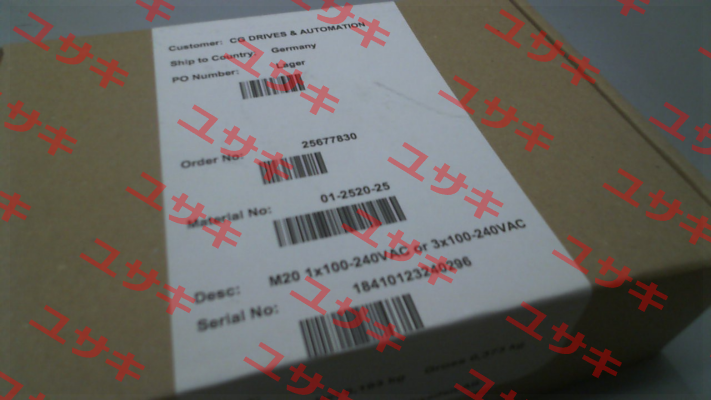 Customer: CG DRIVES & AUTOMATION
Ship to Country: Germany
PO Number: Lager
Order No: 25677830
Material No: 01-2520-25
Desc: M20 1x100-240VAC or 3x100-240VAC
Serial No: 18410123240296
ユサキ